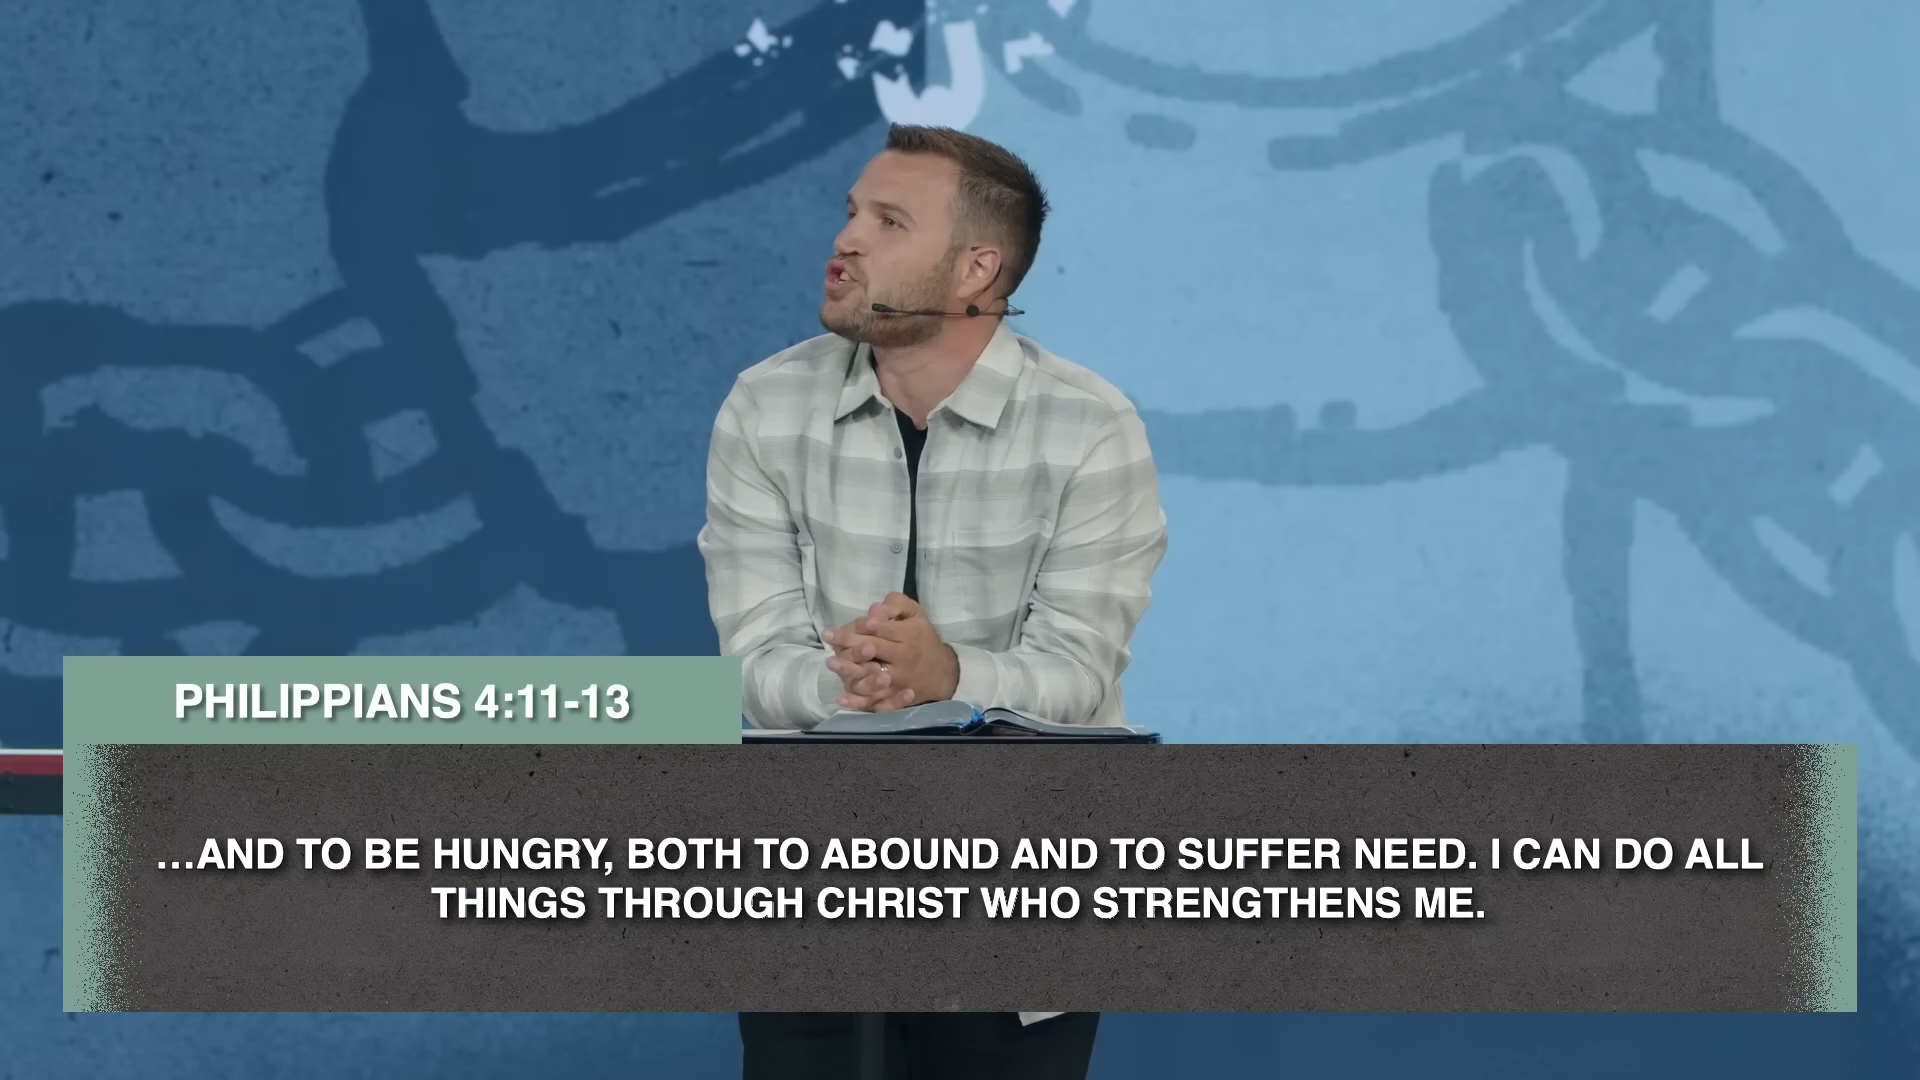 PHILIPPIANS 4:11-13
...AND TO BE HUNGRY, BOTH TO ABOUND AND TO SUFFER NEED. I CAN DO ALL
THINGS THROUGH CHRIST WHO STRENGTHENS ME.